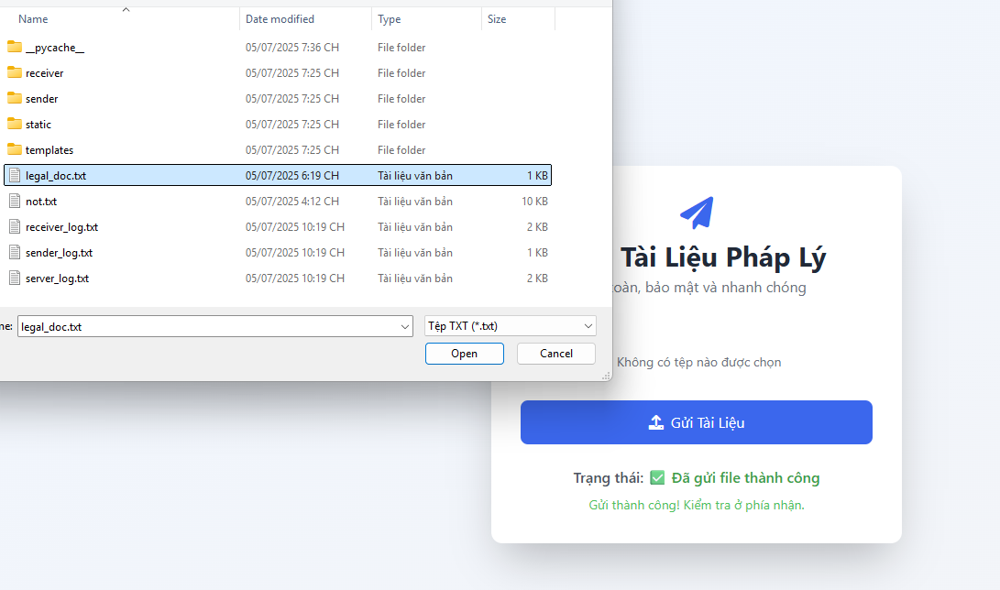 Name Date modified Type Size
__pycache__ 05/07/2025 7:36 CH File folder
receiver 05/07/2025 7:25 CH File folder
sender 05/07/2025 7:25 CH File folder
static 05/07/2025 7:25 CH File folder
templates 05/07/2025 7:25 CH File folder
legal_doc.txt 05/07/2025 6:19 CH Tài liệu văn bản 1 KB
not.txt 05/07/2025 4:12 CH Tài liệu văn bản 10 KB
receiver_log.txt 05/07/2025 10:19 CH Tài liệu văn bản 2 KB
sender_log.txt 05/07/2025 10:19 CH Tài liệu văn bản 1 KB
server_log.txt 05/07/2025 10:19 CH Tài liệu văn bản 2 KB
me: legal_doc.txt Tệp TXT (*.txt)
Open Cancel
Tài Liệu Pháp Lý
toàn, bảo mật và nhanh chóng
Không có tệp nào được chọn
Gửi Tài Liệu
Trạng thái: ✅ Đã gửi file thành công
Gửi thành công! Kiểm tra ở phía nhận.